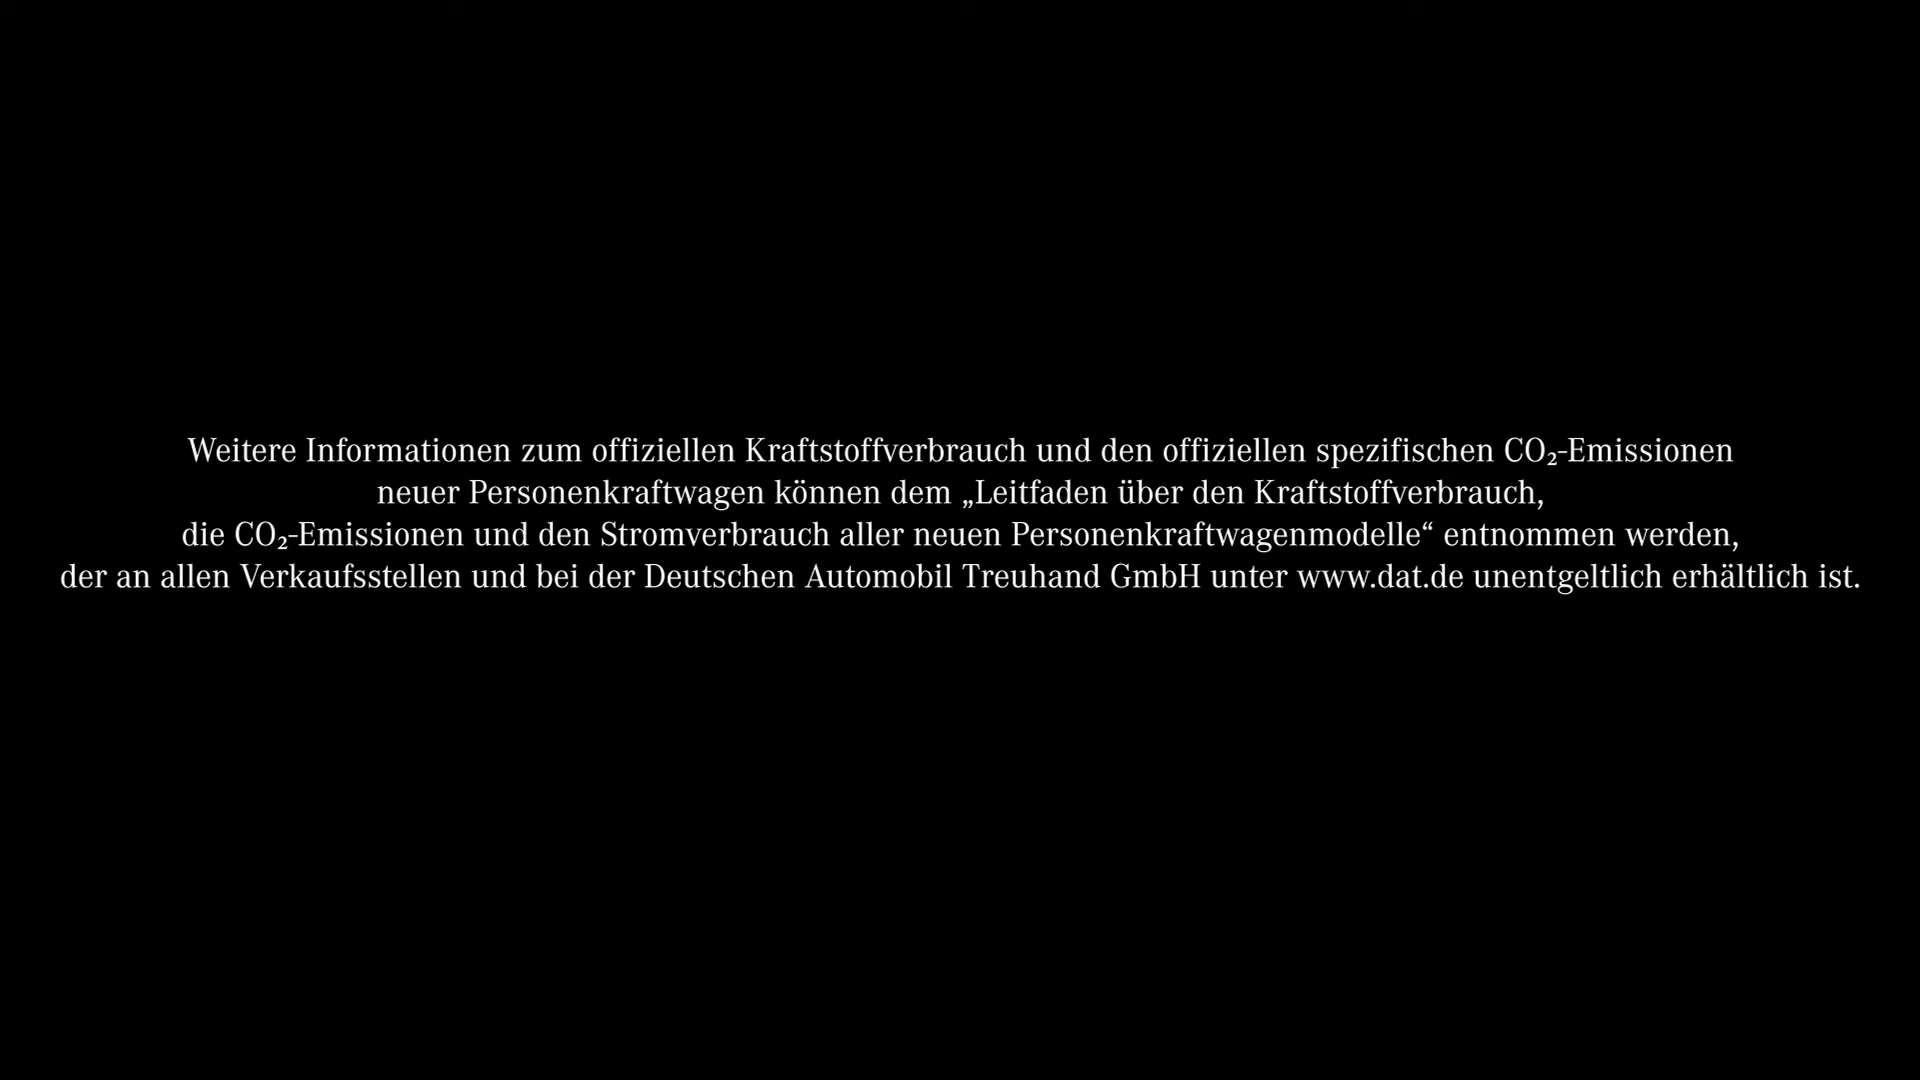 Weitere Informationen zum offiziellen Kraftstoffverbrauch und den offiziellen spezifischen CO₂-Emissionen
neuer Personenkraftwagen können dem „Leitfaden über den Kraftstoffverbrauch,
die CO₂-Emissionen und den Stromverbrauch aller neuen Personenkraftwagenmodelle“ entnommen werden,
der an allen Verkaufsstellen und bei der Deutschen Automobil Treuhand GmbH unter www.dat.de unentgeltlich erhältlich ist.